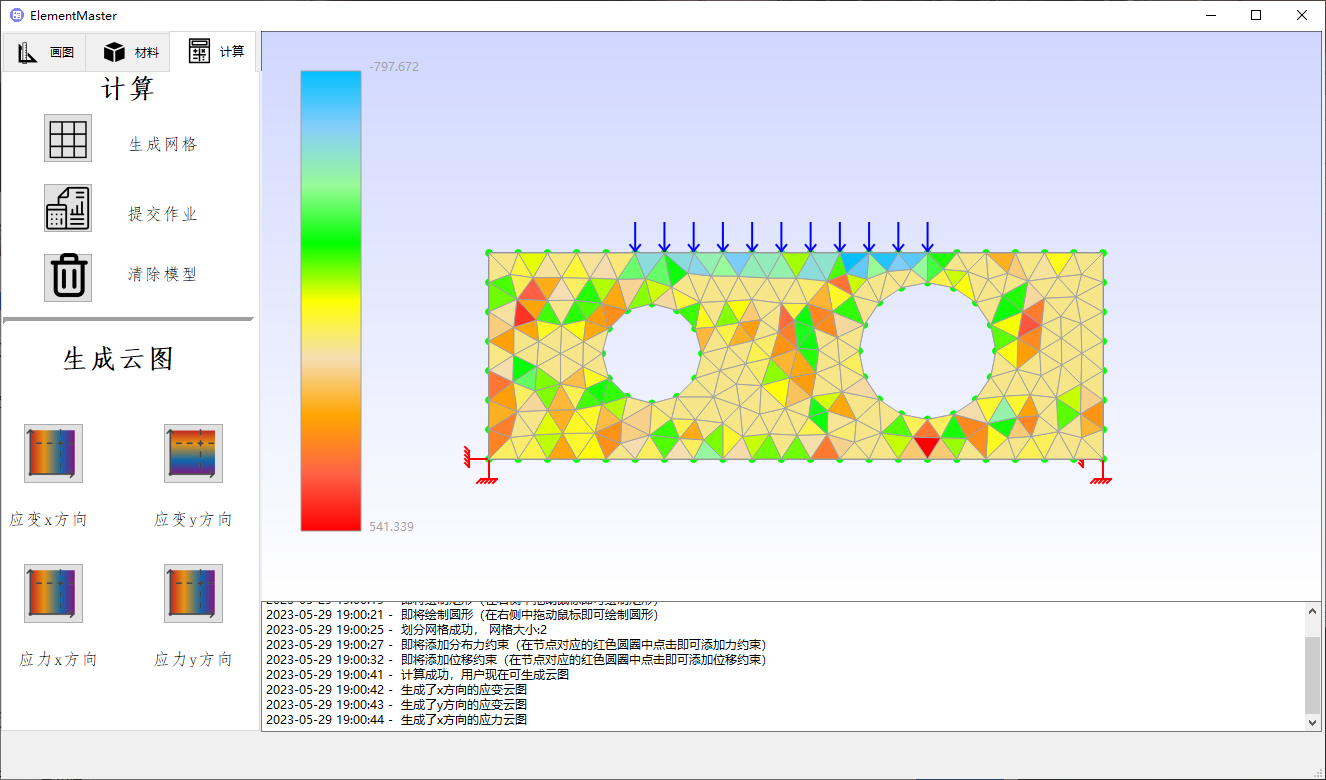 ElementMaster
画图 材料 计算
计算
生成网格
提交作业
清除模型
生成云图
应变x方向 应变y方向
应力x方向 应力y方向
-797.672
541.339
2023-05-29 19:00:21 - 即将绘制圆形（在右侧中拖动鼠标即可绘制圆形）
2023-05-29 19:00:25 - 划分网格成功， 网格大小:2
2023-05-29 19:00:27 - 即将添加分布力约束（在节点对应的红色圆圈中点击即可添加力约束）
2023-05-29 19:00:32 - 即将添加位移约束（在节点对应的红色圆圈中点击即可添加位移约束）
2023-05-29 19:00:41 - 计算成功，用户现在可生成云图
2023-05-29 19:00:42 - 生成了x方向的应变云图
2023-05-29 19:00:43 - 生成了y方向的应变云图
2023-05-29 19:00:44 - 生成了x方向的应力云图